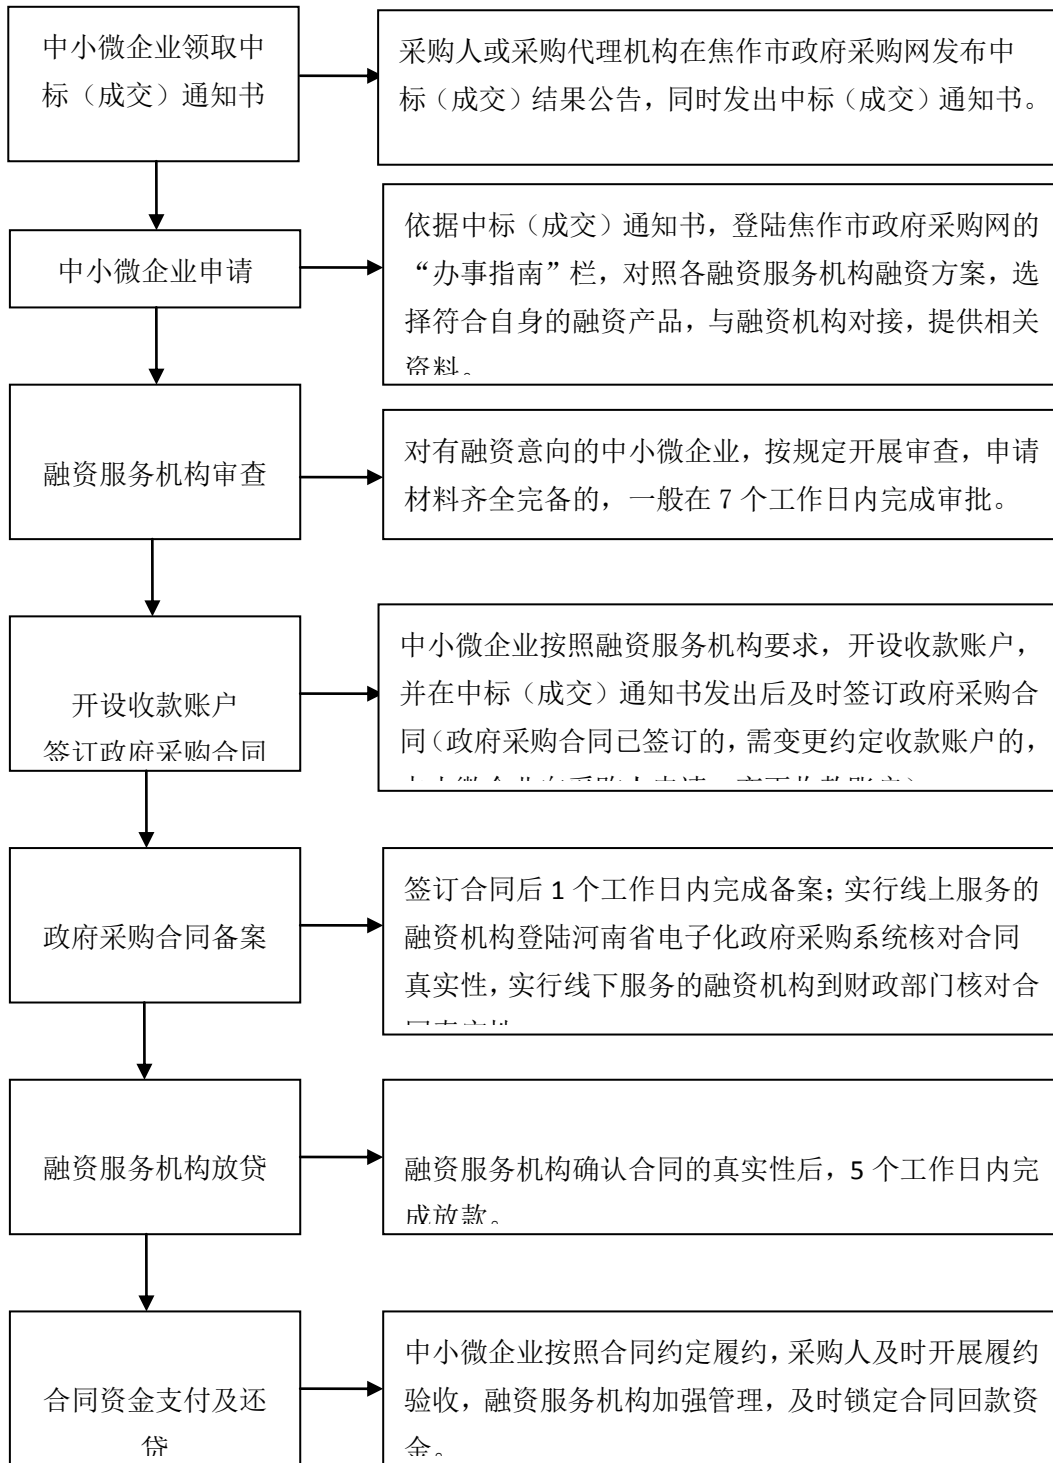 中小微企业领取中
标（成交）通知书
采购人或采购代理机构在焦作市政府采购网发布中
标（成交）结果公告，同时发出中标（成交）通知书。
中小微企业申请
依据中标（成交）通知书，登陆焦作市政府采购网的
“办事指南”栏，对照各融资服务机构融资方案，选
择符合自身的融资产品，与融资机构对接，提供相关
资料。
融资服务机构审查
对有融资意向的中小微企业，按规定开展审查，申请
材料齐全完备的，一般在 7 个工作日内完成审批。
开设收款账户
签订政府采购合同
中小微企业按照融资服务机构要求，开设收款账户，
并在中标（成交）通知书发出后及时签订政府采购合
同（政府采购合同已签订的，需变更约定收款账户的，
政府采购合同备案
签订合同后 1 个工作日内完成备案；实行线上服务的
融资机构登陆河南省电子化政府采购系统核对合同
真实性，实行线下服务的融资机构到财政部门核对合
融资服务机构放贷
融资服务机构确认合同的真实性后，5 个工作日内完
成放款。
合同资金支付及还
贷
中小微企业按照合同约定履约，采购人及时开展履约
验收，融资服务机构加强管理，及时锁定合同回款资
金。